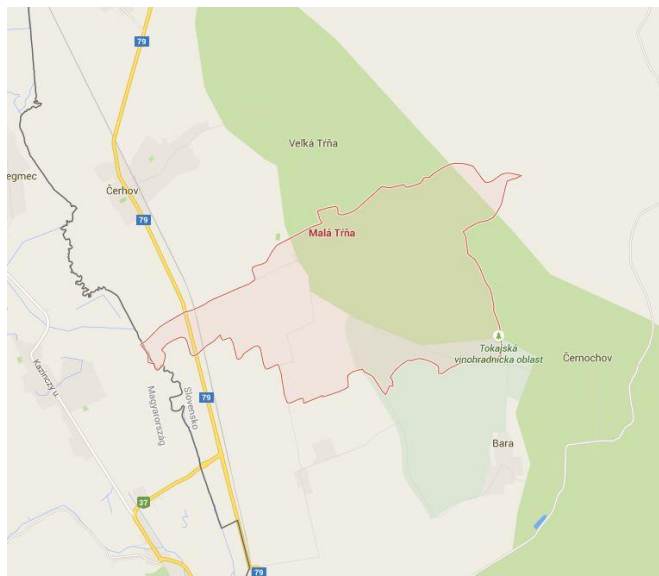 79
Veľká Tŕňa
egmec
Čerhov
79
Malá Tŕňa
Tokajská
vinohradnícka oblasť
Černochov
Kazinczy u.
Magyarország
Slovensko
79
Bara
37
79